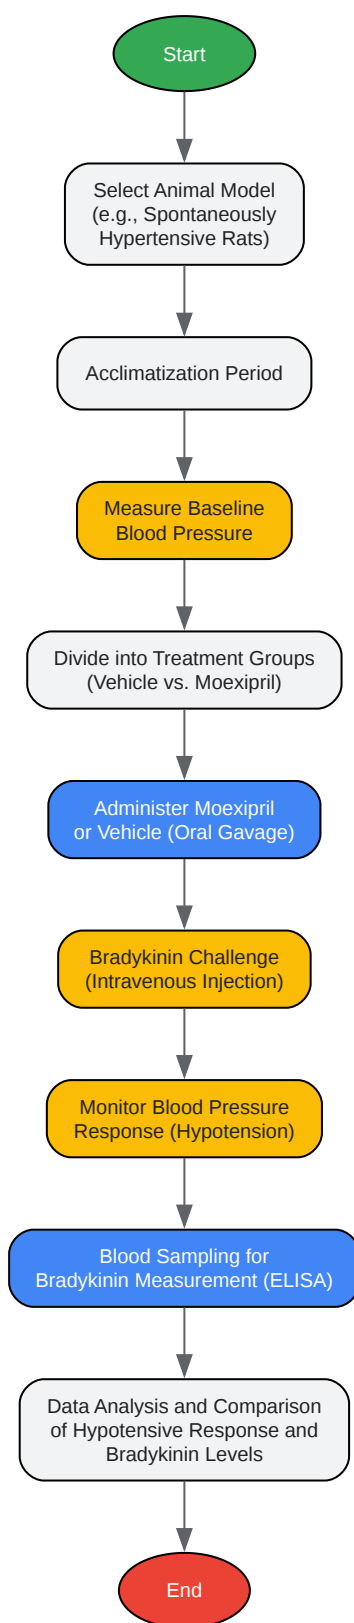 Start
Select Animal Model
(e.g., Spontaneously
Hypertensive Rats)
Acclimatization Period
Measure Baseline
Blood Pressure
Divide into Treatment Groups
(Vehicle vs. Moexipril)
Administer Moexipril
or Vehicle (Oral Gavage)
Bradykinin Challenge
(Intravenous Injection)
Monitor Blood Pressure
Response (Hypotension)
Blood Sampling for
Bradykinin Measurement (ELISA)
Data Analysis and Comparison
of Hypotensive Response and
Bradykinin Levels
End